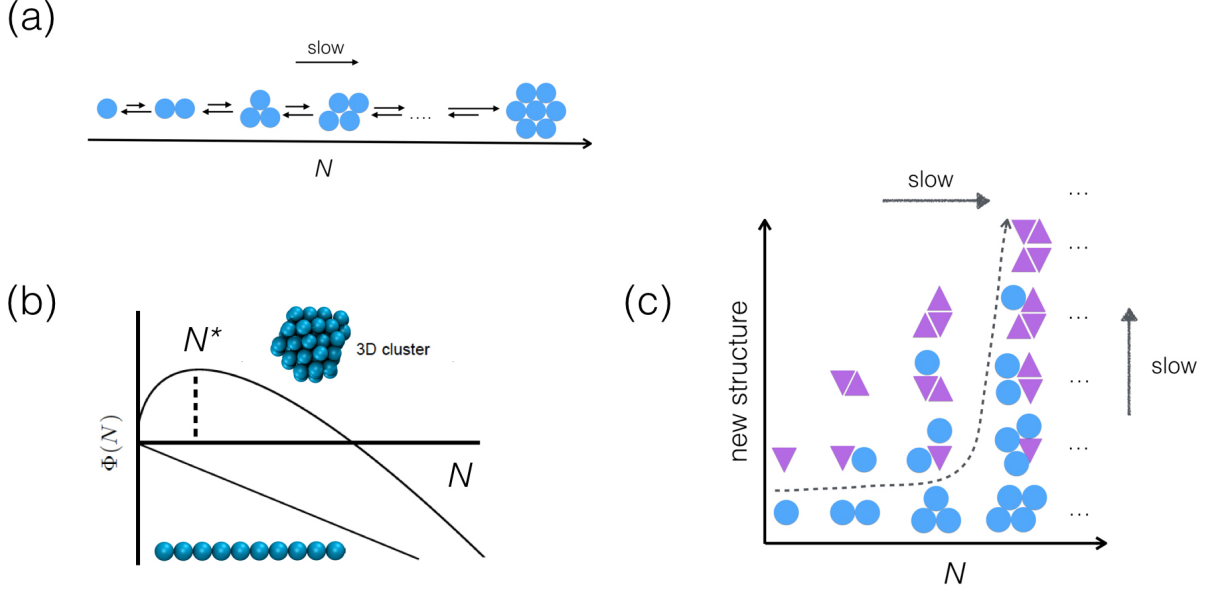 (a)
slow
....
N
(b)
N*
3D cluster
Φ(N)
N
(c)
slow
...
...
...
new structure
slow
...
...
...
N